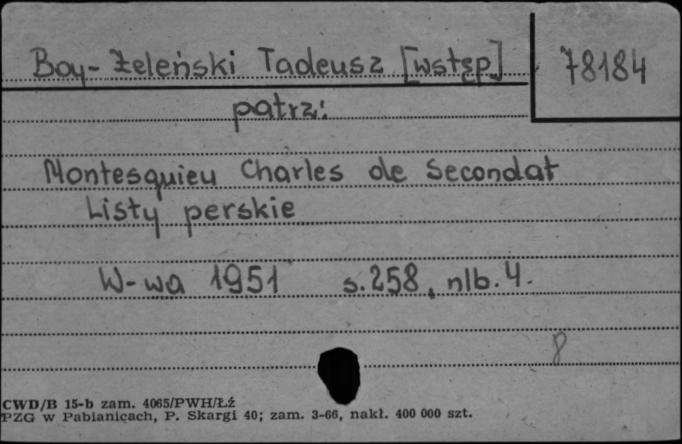 Boy-Żeleński Tadeusz [wstęp]
78184
patrz:
Montesquieu Charles de Secondat
Listy perskie
W-wa 1951 s. 258, nlb. 4.
8
CWD/B 15-b zam. 4065/PWH/Łź
PZG w Pabianicach, P. Skargi 40; zam. 3-66, nakł. 400 000 szt.